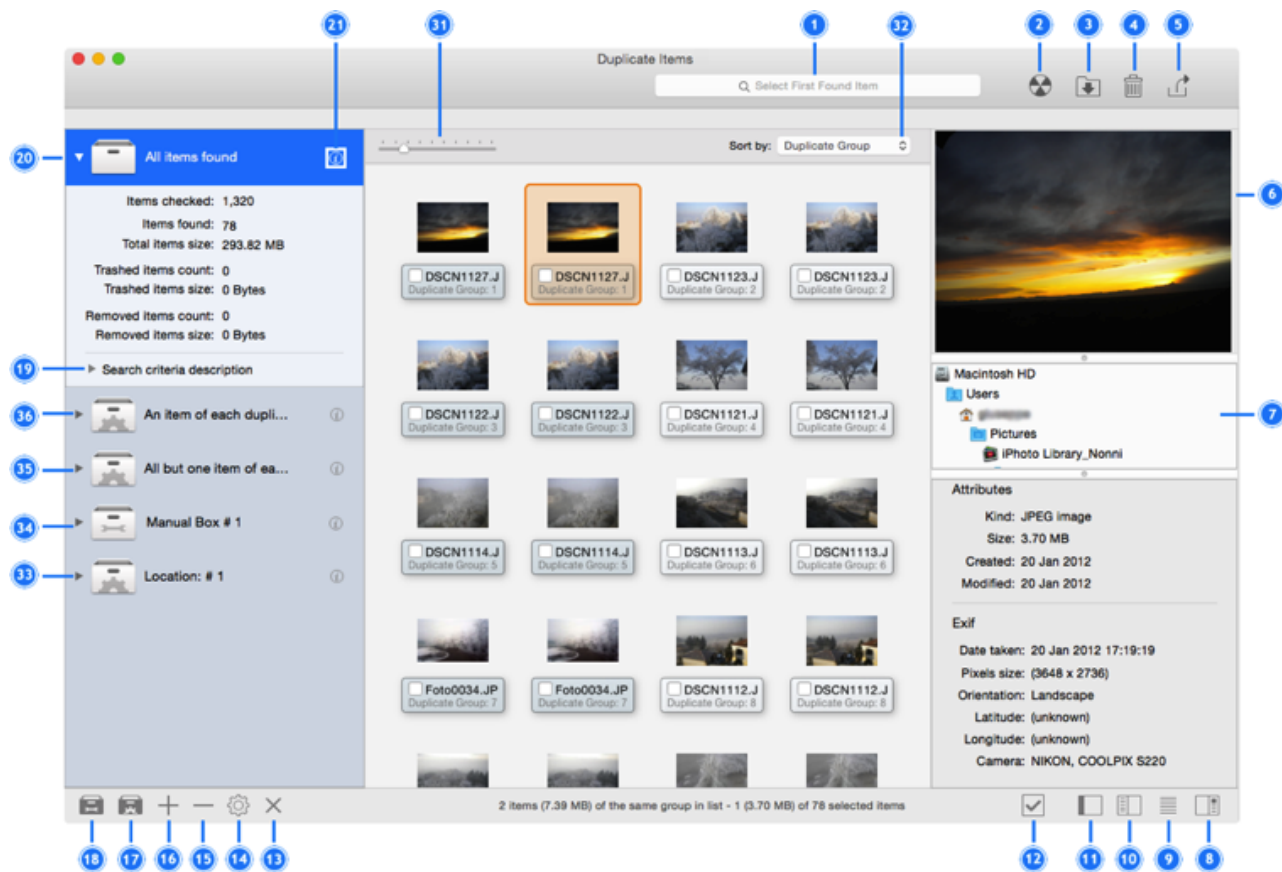 21
31
1
32
2
3
4
5
Duplicate Items
Select First Found Item
20
All items found
Sort by: Duplicate Group
6
Items checked: 1,320
Items found: 78
Total items size: 293.82 MB
Trashed items count: 0
Trashed items size: 0 Bytes
Removed items count: 0
Removed items size: 0 Bytes
19
Search criteria description
36
An item of each dupli...
35
All but one item of ea...
34
Manual Box # 1
33
Location: # 1
DSCN1127.J
DSCN1127.J
DSCN1123.J
DSCN1123.J
Duplicate Group: 1
Duplicate Group: 1
Duplicate Group: 2
Duplicate Group: 2
DSCN1122.J
DSCN1122.J
DSCN1121.J
DSCN1121.J
Duplicate Group: 3
Duplicate Group: 3
Duplicate Group: 4
Duplicate Group: 4
DSCN1114.J
DSCN1114.J
DSCN1113.J
DSCN1113.J
Duplicate Group: 5
Duplicate Group: 5
Duplicate Group: 6
Duplicate Group: 6
Foto0034.JP
Foto0034.JP
DSCN1112.J
DSCN1112.J
Duplicate Group: 7
Duplicate Group: 7
Duplicate Group: 8
Duplicate Group: 8
Macintosh HD
Users
7
Pictures
iPhoto Library_Nonni
Attributes
Kind: JPEG image
Size: 3.70 MB
Created: 20 Jan 2012
Modified: 20 Jan 2012
Exif
Date taken: 20 Jan 2012 17:19:19
Pixels size: (3648 x 2736)
Orientation: Landscape
Latitude: (unknown)
Longitude: (unknown)
Camera: NIKON, COOLPIX S220
2 items (7.39 MB) of the same group in list - 1 (3.70 MB) of 78 selected items
18
17
16
15
14
13
12
11
10
9
8